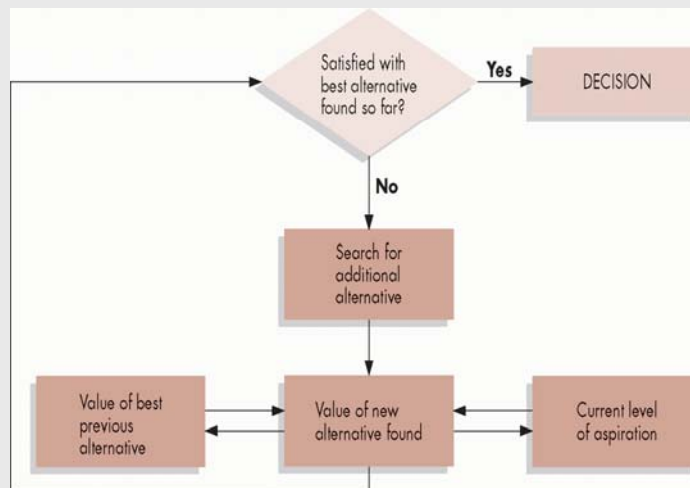 Satisfied with
best alternative
found so far?
Yes
DECISION
No
Search for
additional
alternative
Value of best
previous
alternative
Value of new
alternative found
Current level
of aspiration